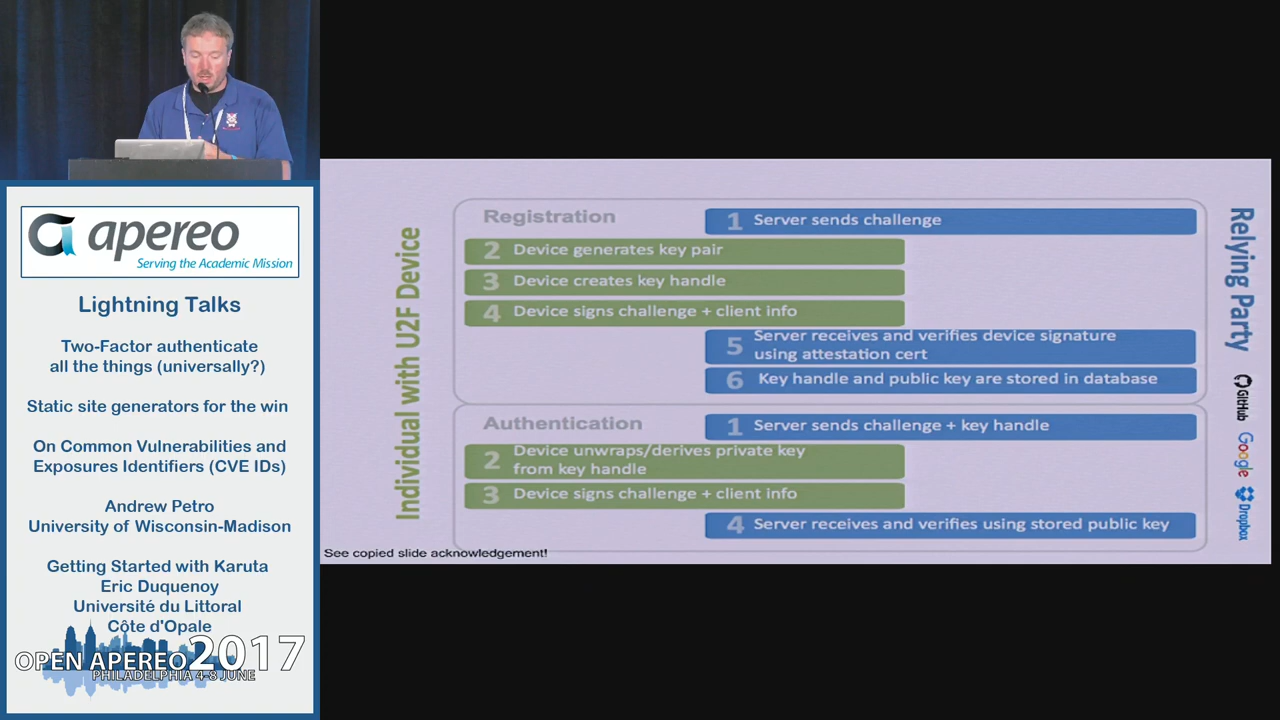 apereo
Serving the Academic Mission
Lightning Talks
Two-Factor authenticate
all the things (universally?)
Static site generators for the win
On Common Vulnerabilities and
Exposures Identifiers (CVE IDs)
Andrew Petro
University of Wisconsin-Madison
Getting Started with Karuta
Eric Duquenoy
Université du Littoral
Côte d'Opale
OPEN APEREO 2017
PHILADELPHIA 4-8 JUNE
Individual with U2F Device
Registration
1 Server sends challenge
2 Device generates key pair
3 Device creates key handle
4 Device signs challenge + client info
5 Server receives and verifies device signature
using attestation cert
6 Key handle and public key are stored in database
Authentication
1 Server sends challenge + key handle
2 Device unwraps/derives private key
from key handle
3 Device signs challenge + client info
4 Server receives and verifies using stored public key
Relying Party
GitHub
Google
Dropbox
See copied slide acknowledgement!